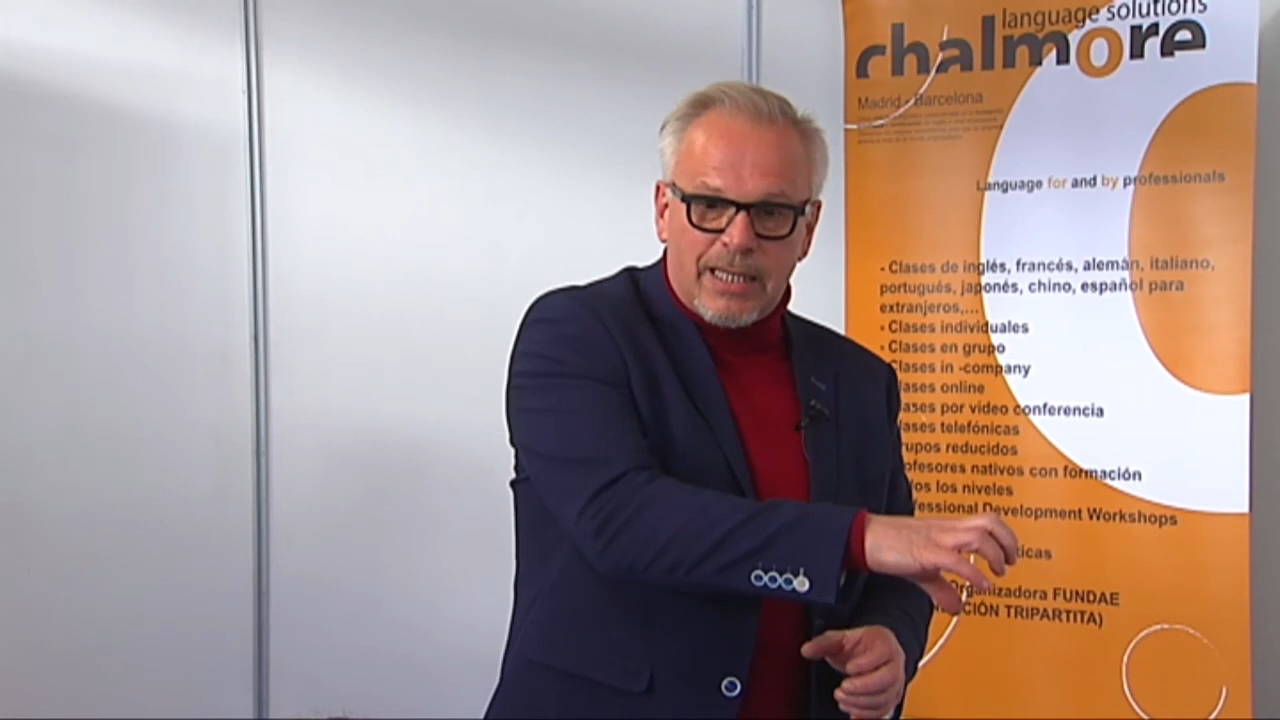 language solutions
chalmore
Madrid - Barcelona
Language for and by professionals
- Clases de inglés, francés, alemán, italiano,
portugués, japonés, chino, español para
extranjeros,...
- Clases individuales
- Clases en grupo
Clases in -company
lases online
ases por video conferencia
lases telefónicas
rupos reducidos
ofesores nativos con formación
os los niveles
fessional Development Workshops
ticas
Organizadora FUNDAE
CIÓN TRIPARTITA)